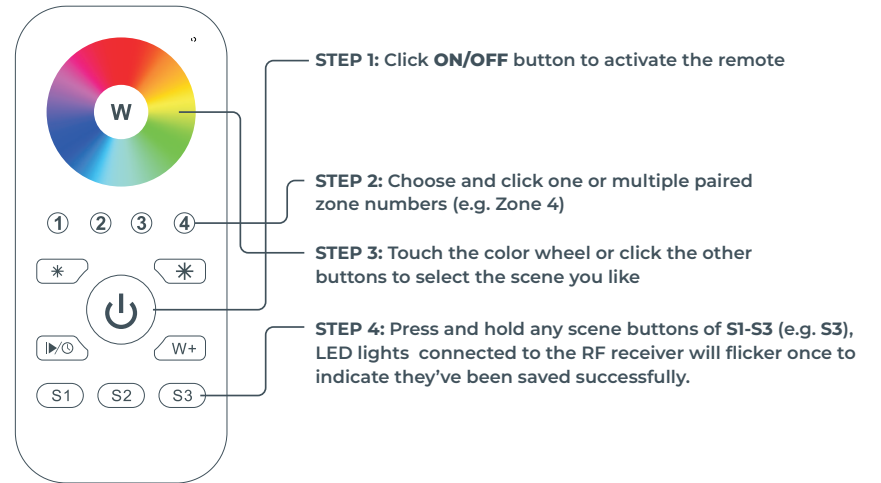 W
STEP 1: Click ON/OFF button to activate the remote
STEP 2: Choose and click one or multiple paired
zone numbers (e.g. Zone 4)
1 2 3 4
STEP 3: Touch the color wheel or click the other
buttons to select the scene you like
STEP 4: Press and hold any scene buttons of S1-S3 (e.g. S3),
LED lights connected to the RF receiver will flicker once to
indicate they’ve been saved successfully.
W+
S1 S2 S3